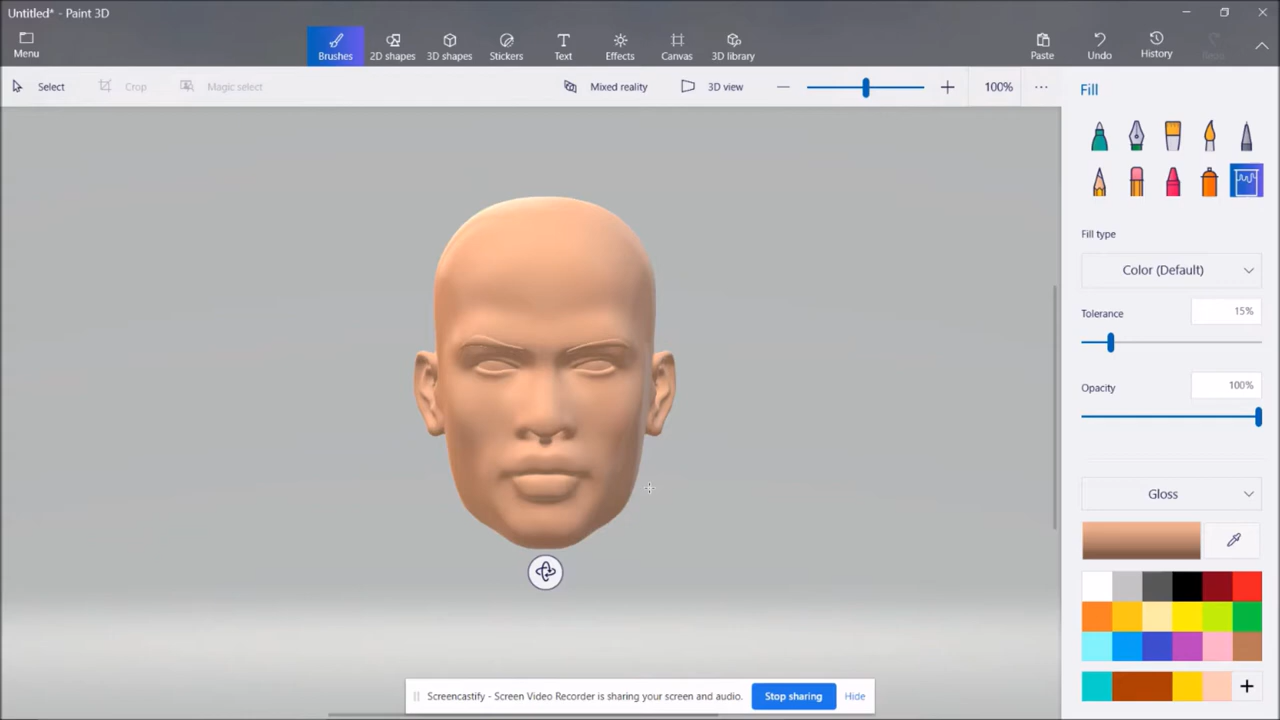 Untitled* - Paint 3D
Menu
Brushes
2D shapes
3D shapes
Stickers
Text
Effects
Canvas
3D library
Paste
Undo
History
Select
Crop
Magic select
Mixed reality
3D view
100%
Fill
Fill type
Color (Default)
Tolerance
15%
Opacity
100%
Gloss
Screencastify - Screen Video Recorder is sharing your screen and audio.
Stop sharing
Hide